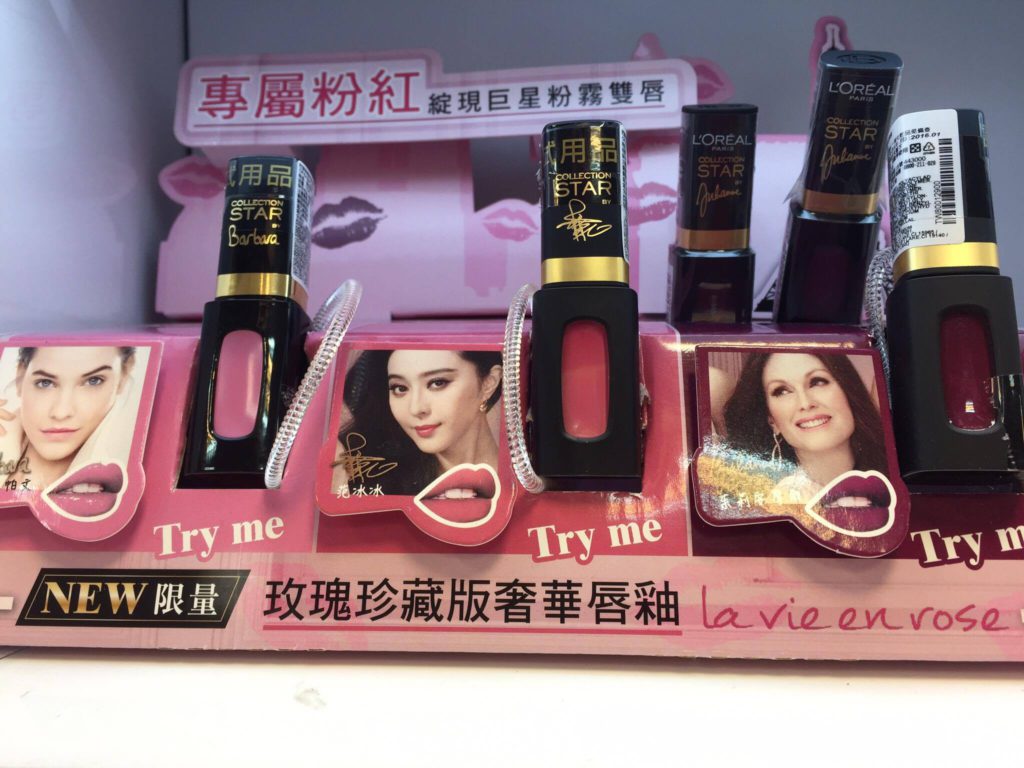 專屬粉紅 綻現巨星粉霧雙唇
試用品
COLLECTION
STAR
BY
Barbara
試用品
COLLECTION
STAR
BY
L'ORÉAL
PARIS
COLLECTION
STAR
BY
Julianne
L'ORÉAL
PARIS
COLLECTION
STAR
BY
Julianne
2016.01
范冰冰
Try me
Try me
Try m
NEW 限量 玫瑰珍藏版奢華唇釉 la vie en rose